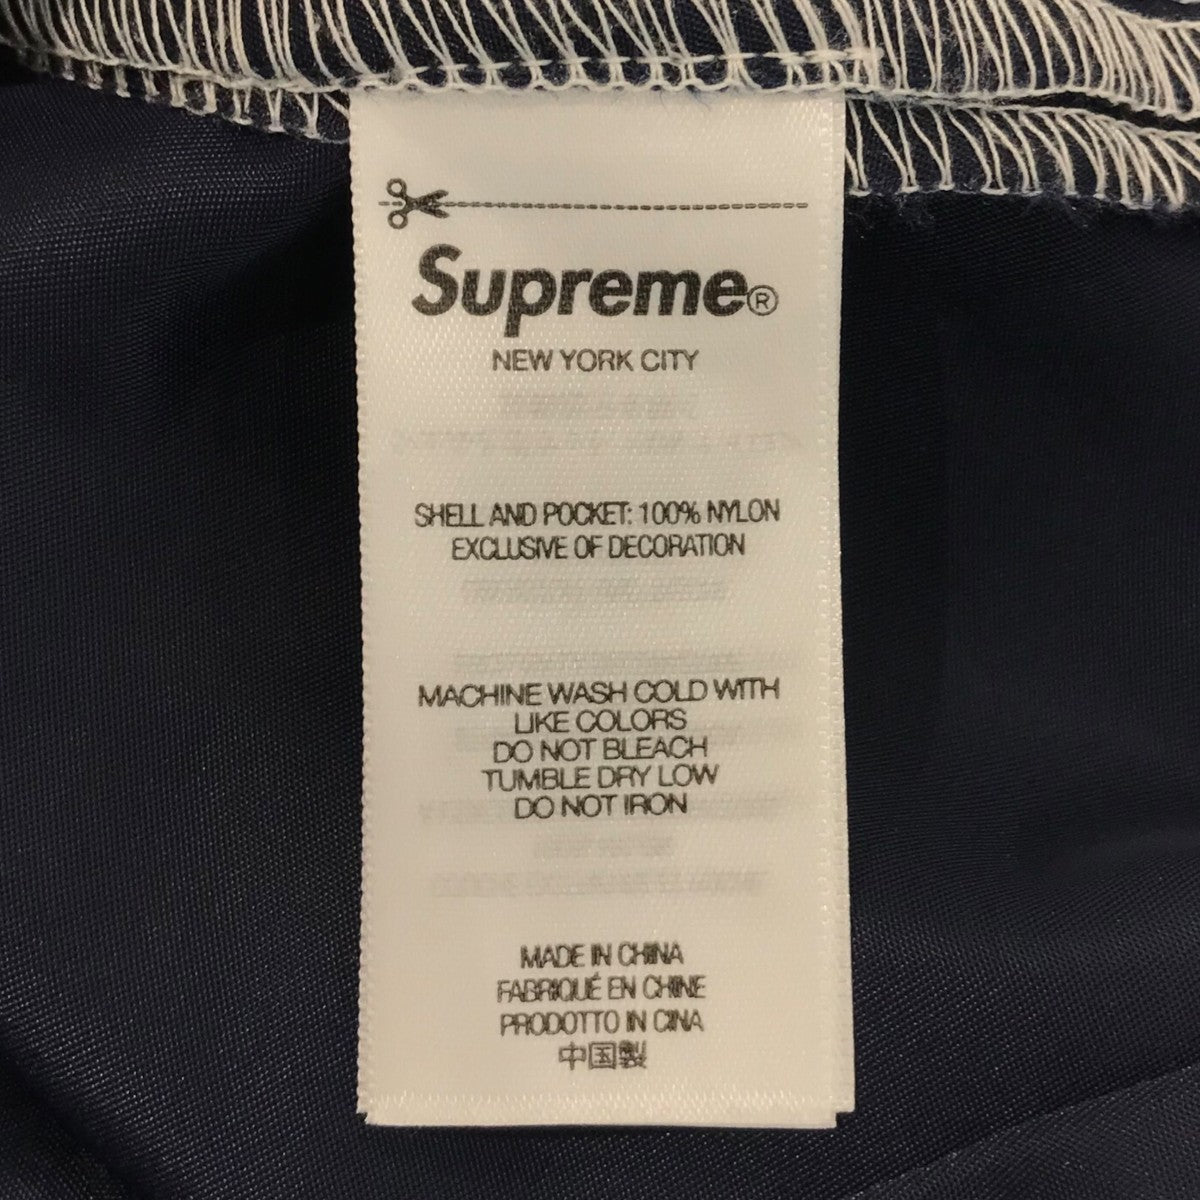 Supreme®
NEW YORK CITY
SHELL AND POCKET: 100% NYLON
EXCLUSIVE OF DECORATION
MACHINE WASH COLD WITH
LIKE COLORS
DO NOT BLEACH
TUMBLE DRY LOW
DO NOT IRON
MADE IN CHINA
FABRIQUÉ EN CHINE
PRODOTTO IN CINA
中国製